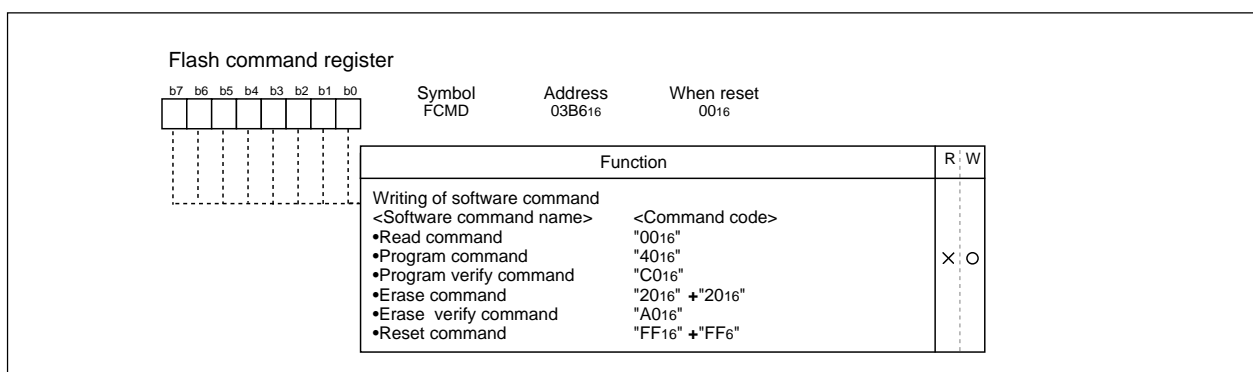 Flash command register
b7 b6 b5 b4 b3 b2 b1 b0
Symbol Address When reset
FCMD 03B616 0016
Function R W
Writing of software command
<Software command name> <Command code>
•Read command "0016"
•Program command "4016"
•Program verify command "C016"
•Erase command "2016" +"2016"
•Erase verify command "A016"
•Reset command "FF16" +"FF6"
× ○